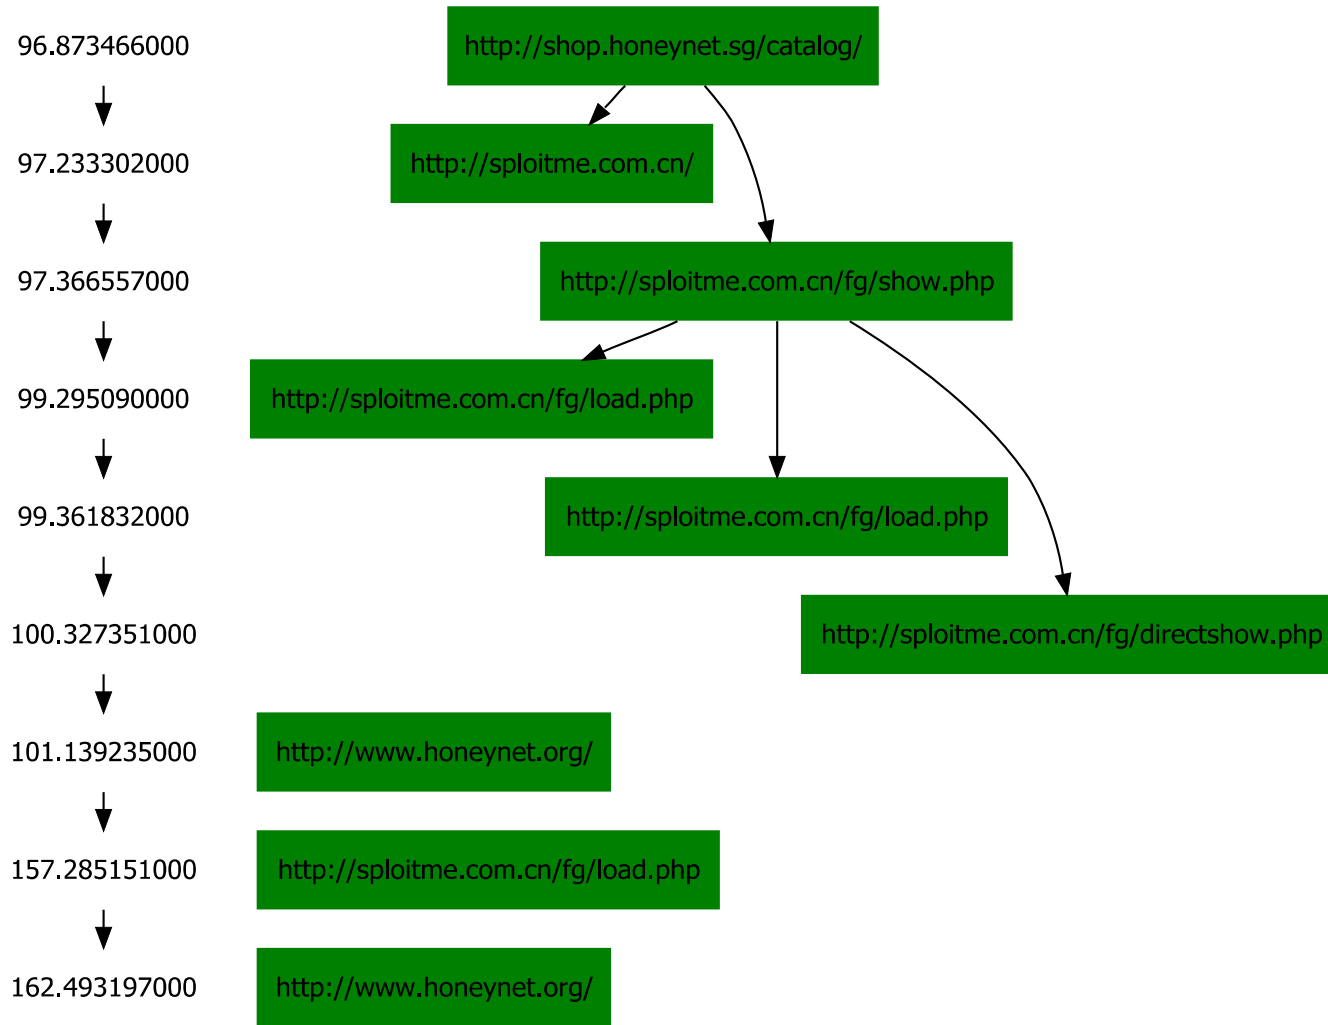 96.873466000 http://shop.honeynet.sg/catalog/
97.233302000 http://sploitme.com.cn/
97.366557000 http://sploitme.com.cn/fg/show.php
99.295090000 http://sploitme.com.cn/fg/load.php
99.361832000 http://sploitme.com.cn/fg/load.php
100.327351000 http://sploitme.com.cn/fg/directshow.php
101.139235000 http://www.honeynet.org/
157.285151000 http://sploitme.com.cn/fg/load.php
162.493197000 http://www.honeynet.org/